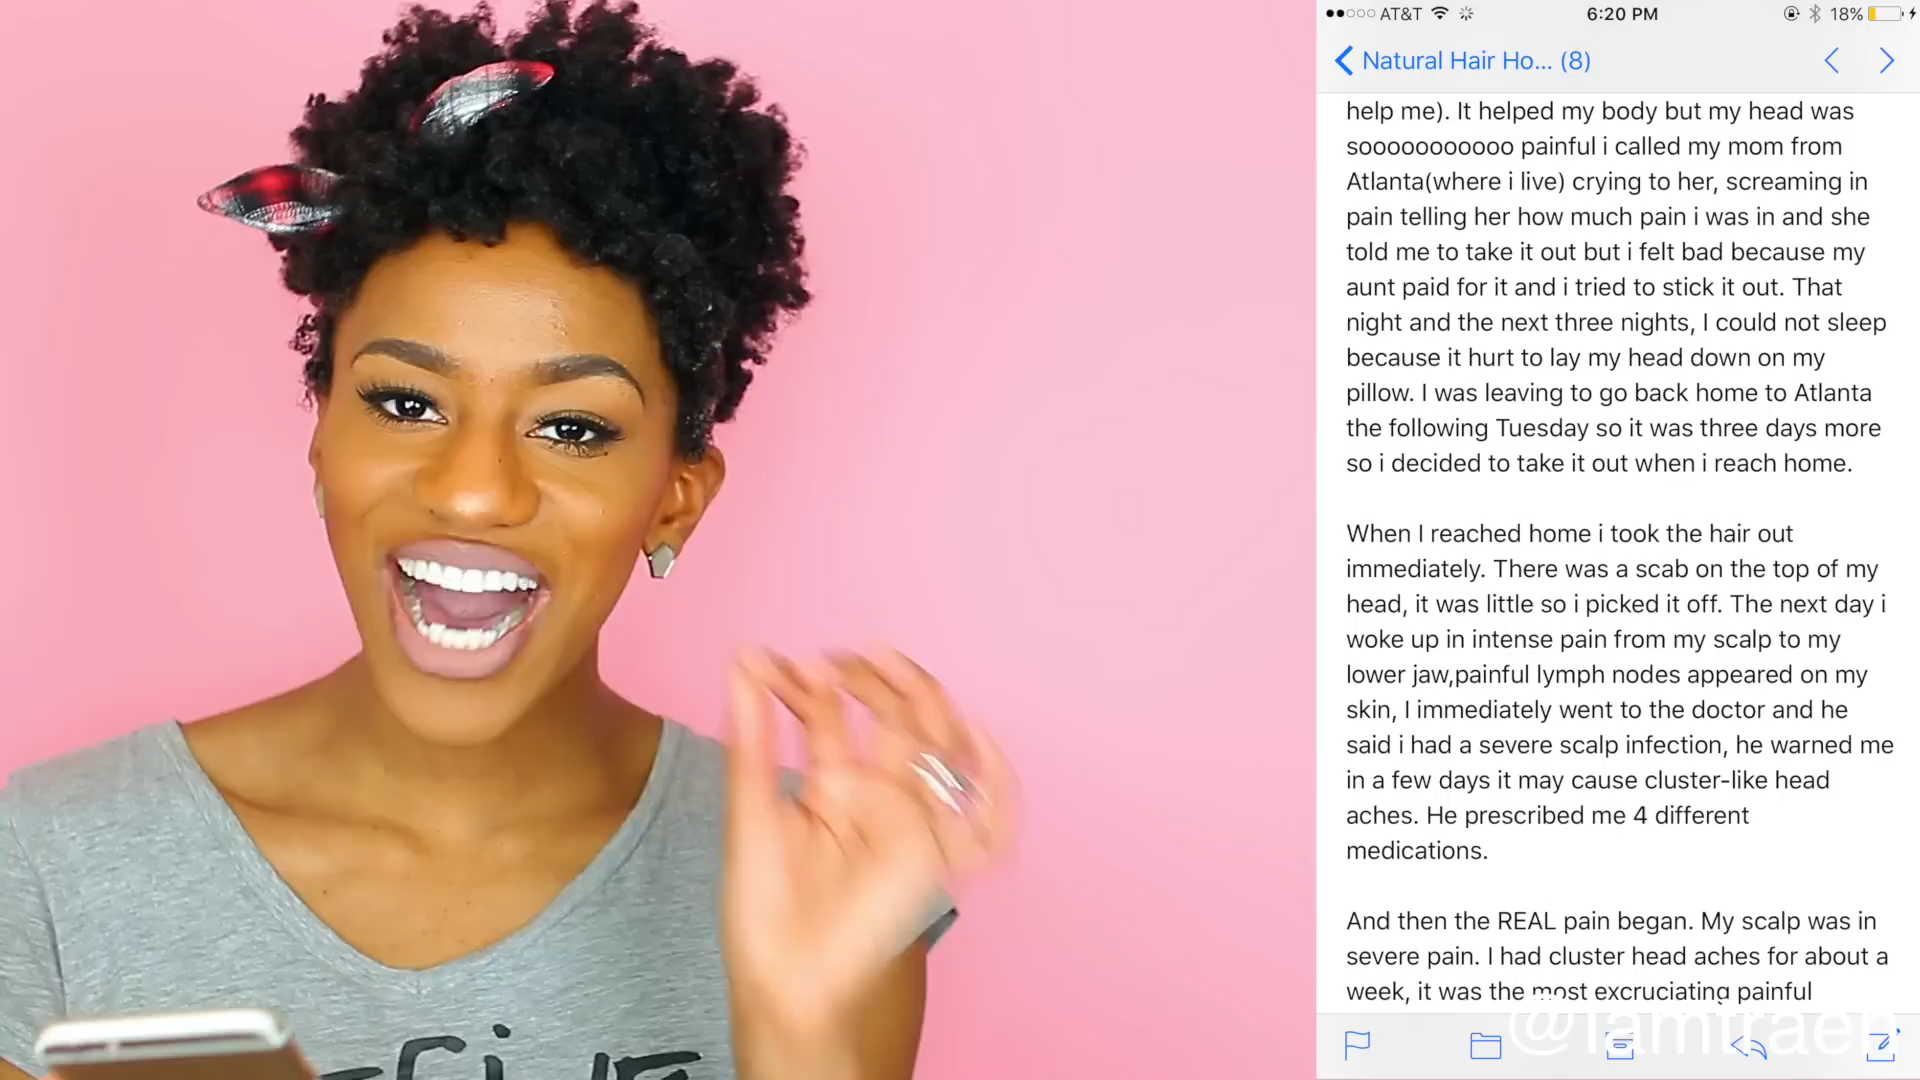 AT&T 6:20 PM 18%
Natural Hair Ho... (8)
help me). It helped my body but my head was
sooooooooooo painful i called my mom from
Atlanta(where i live) crying to her, screaming in
pain telling her how much pain i was in and she
told me to take it out but i felt bad because my
aunt paid for it and i tried to stick it out. That
night and the next three nights, I could not sleep
because it hurt to lay my head down on my
pillow. I was leaving to go back home to Atlanta
the following Tuesday so it was three days more
so i decided to take it out when i reach home.
When I reached home i took the hair out
immediately. There was a scab on the top of my
head, it was little so i picked it off. The next day i
woke up in intense pain from my scalp to my
lower jaw,painful lymph nodes appeared on my
skin, I immediately went to the doctor and he
said i had a severe scalp infection, he warned me
in a few days it may cause cluster-like head
aches. He prescribed me 4 different
medications.
And then the REAL pain began. My scalp was in
severe pain. I had cluster head aches for about a
week, it was the most excruciating painful